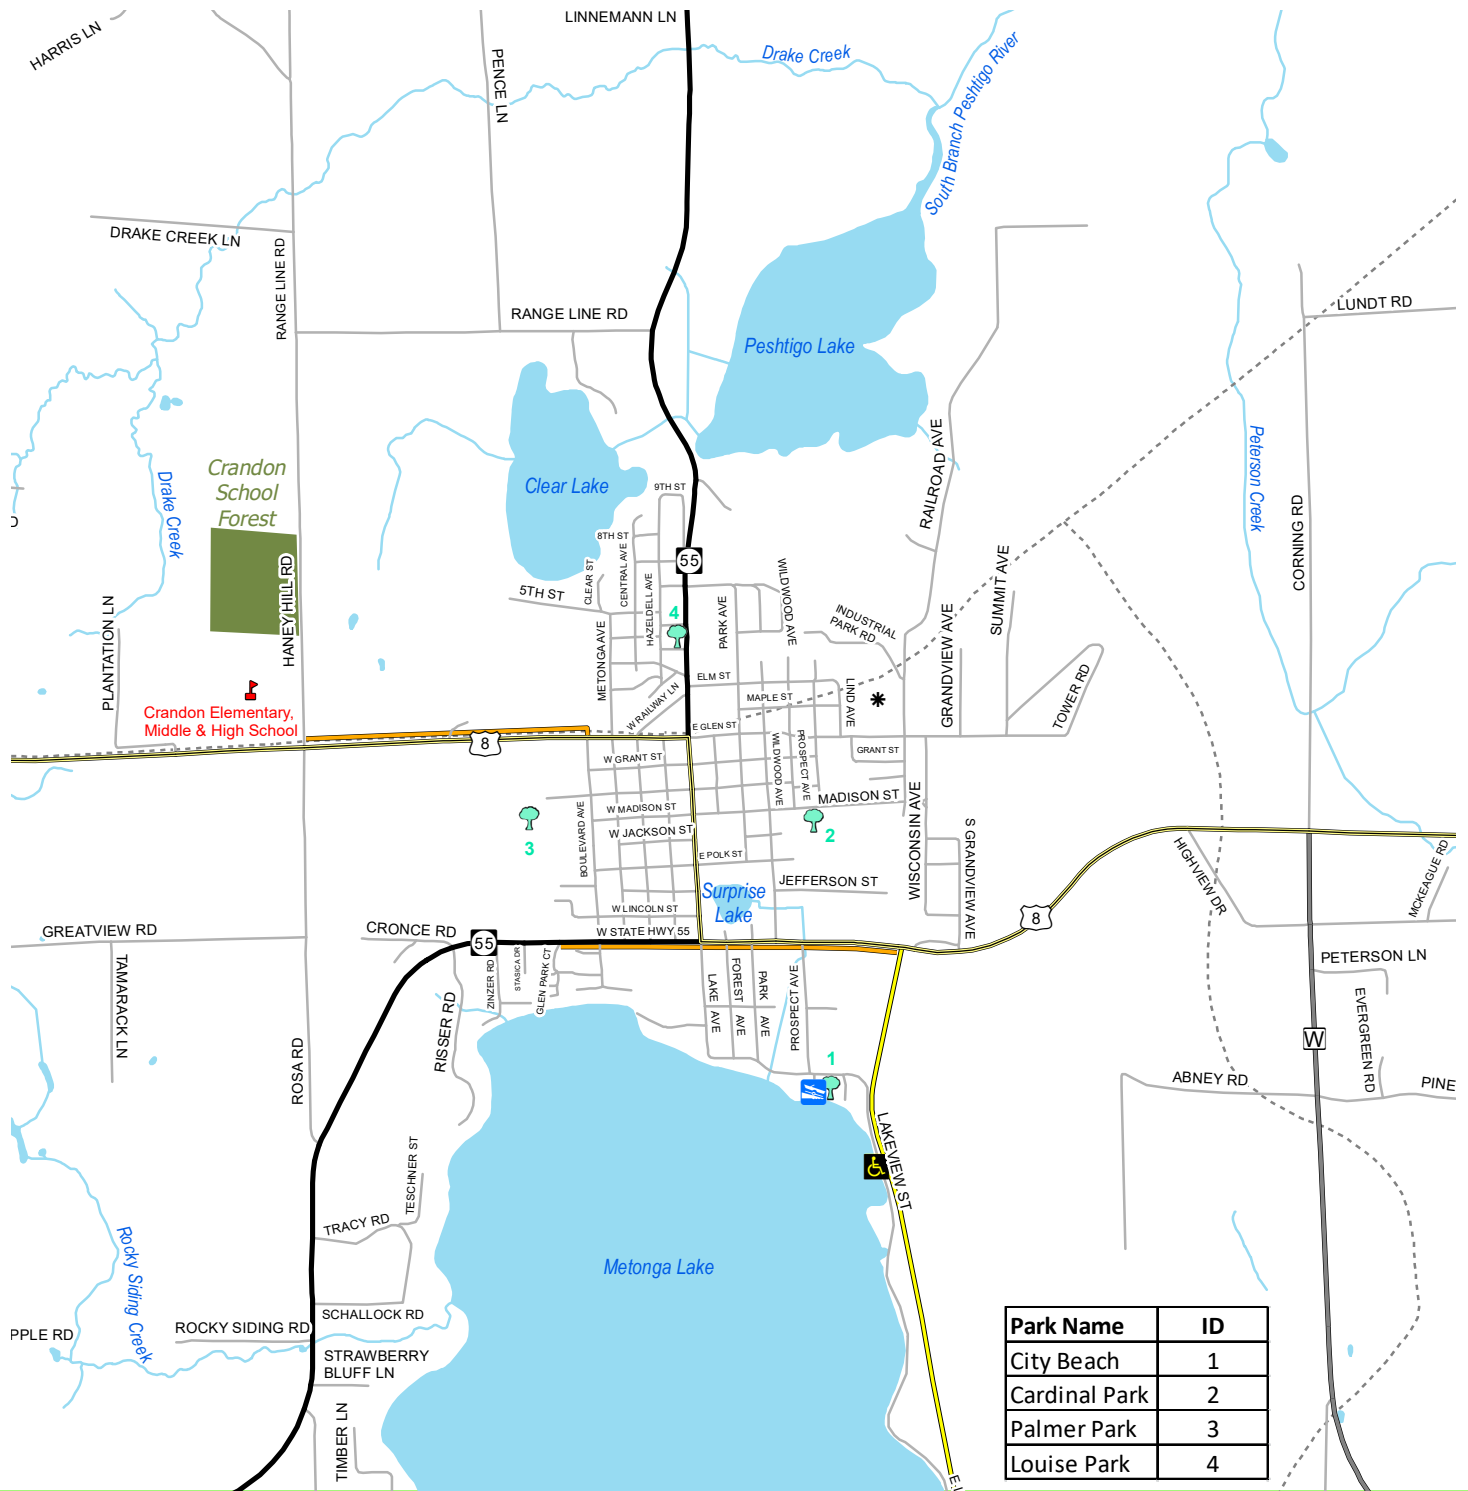 LINNEMANN LN
HARRIS LN
PENCE LN
Drake Creek
South Branch Peshtigo River
DRAKE CREEK LN
RANGE LINE RD
RANGE LINE RD
LUNDT RD
Peshtigo Lake
Crandon
School
Forest
Drake Creek
Clear Lake
9TH ST
RAILROAD AVE
Peterson Creek
CORNING RD
8TH ST
55
CLEAR ST
CENTRAL AVE
HAZELDELL AVE
5TH ST
4
PARK AVE
WILDWOOD AVE
INDUSTRIAL
PARK RD
GRANDVIEW AVE
SUMMIT AVE
PLANTATION LN
HANEY HILL RD
METONGA AVE
ELM ST
MAPLE ST
LIND AVE
TOWER RD
W RAILWAY LN
Crandon Elementary,
Middle & High School
E GLEN ST
8
W GRANT ST
WILDWOOD AVE
PROSPECT AVE
GRANT ST
MADISON ST
WISCONSIN AVE
BOULEVARD AVE
W MADISON ST
W JACKSON ST
3
2
E POLK ST
S GRANDVIEW AVE
HIGHVIEW DR
MCKEAGUE RD
JEFFERSON ST
Surprise
Lake
W LINCOLN ST
8
GREATVIEW RD
CRONCE RD
55
W STATE HWY 55
TAMARACK LN
ZINZER RD
STASICA DR
GLEN PARK CT
LAKE AVE
FOREST AVE
PARK AVE
PROSPECT AVE
PETERSON LN
EVERGREEN RD
RISSER RD
ROSA RD
W
1
ABNEY RD
PINE
LAKEVIEW ST
TESCHNER ST
TRACY RD
Rocky Siding Creek
Metonga Lake
SCHALLOCK RD
PPLE RD
ROCKY SIDING RD
STRAWBERRY
BLUFF LN
TIMBER LN
Park Name ID
City Beach 1
Cardinal Park 2
Palmer Park 3
Louise Park 4